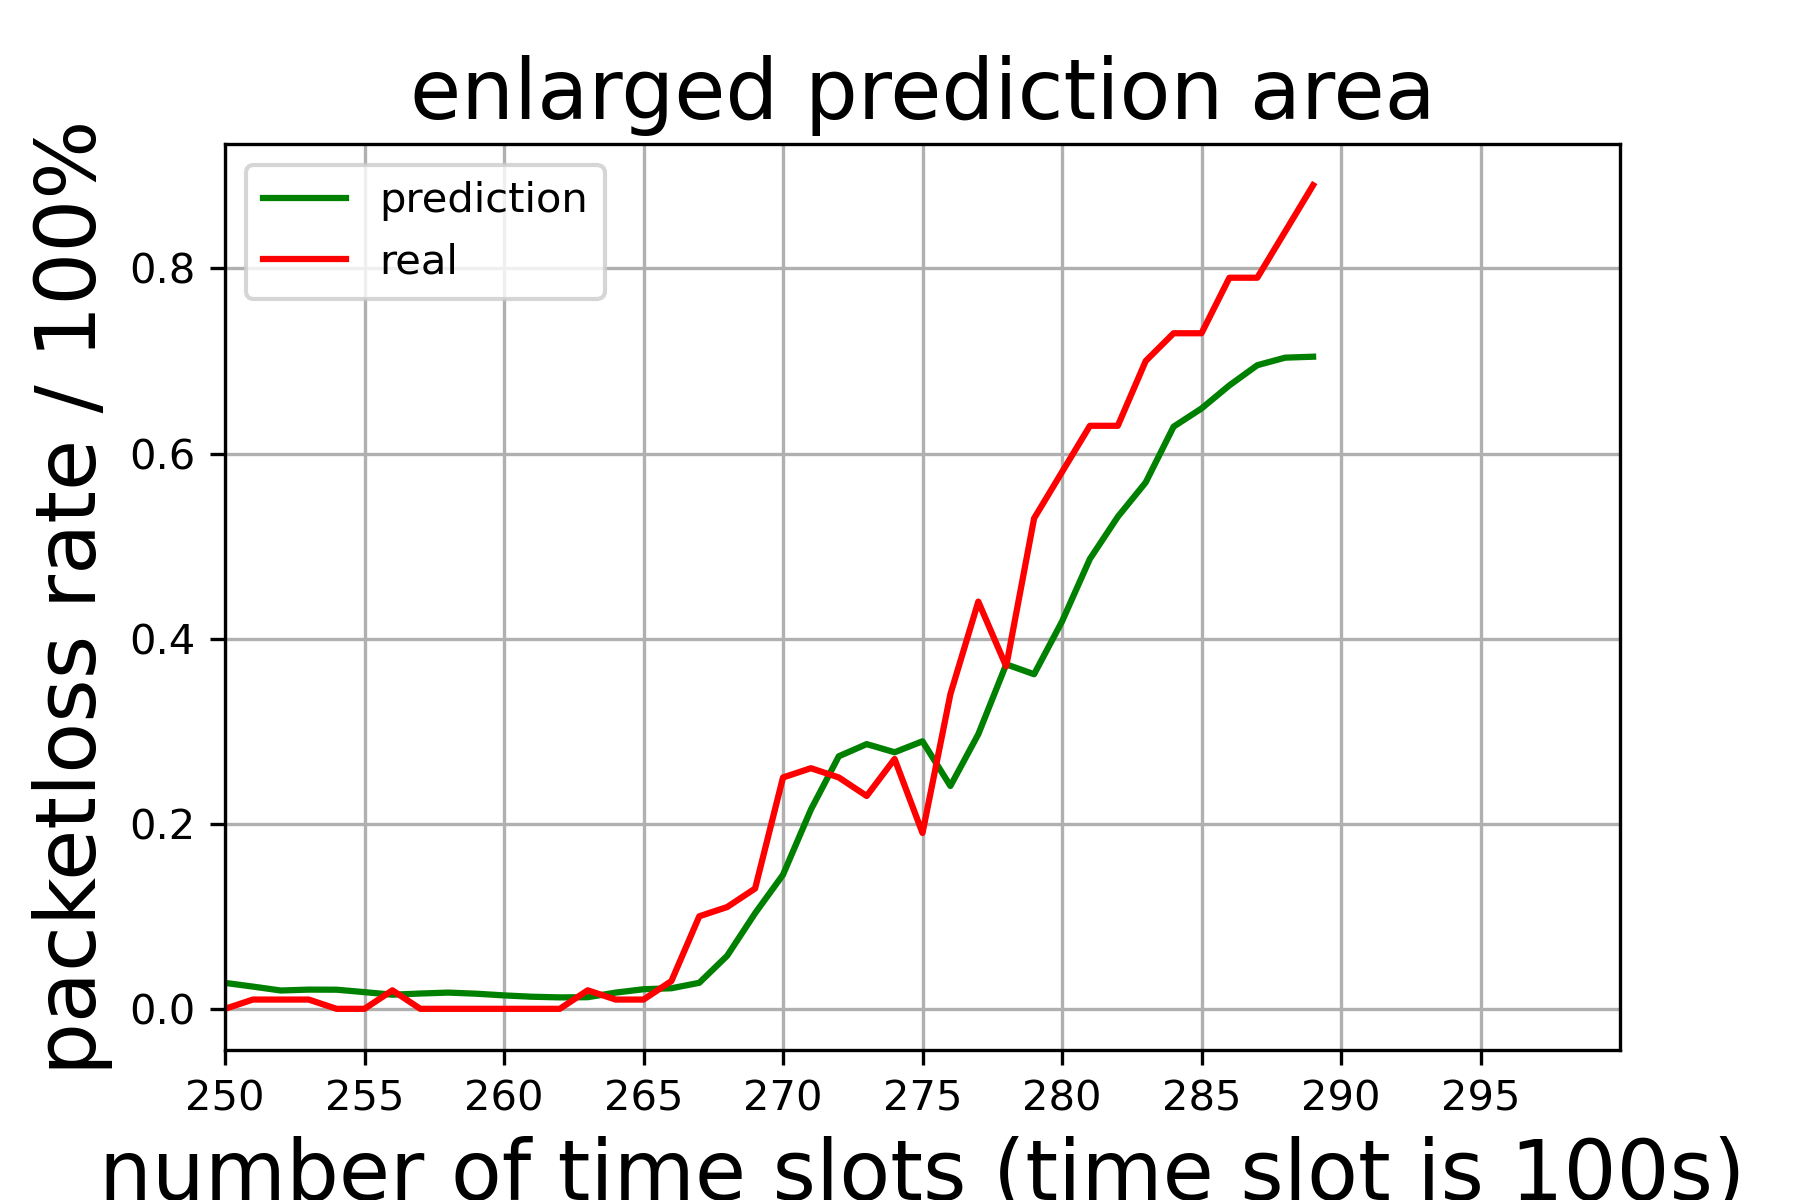 enlarged prediction area
prediction
real
packetloss rate / 100%
0.8
0.6
0.4
0.2
0.0
250 255 260 265 270 275 280 285 290 295
number of time slots (time slot is 100s)